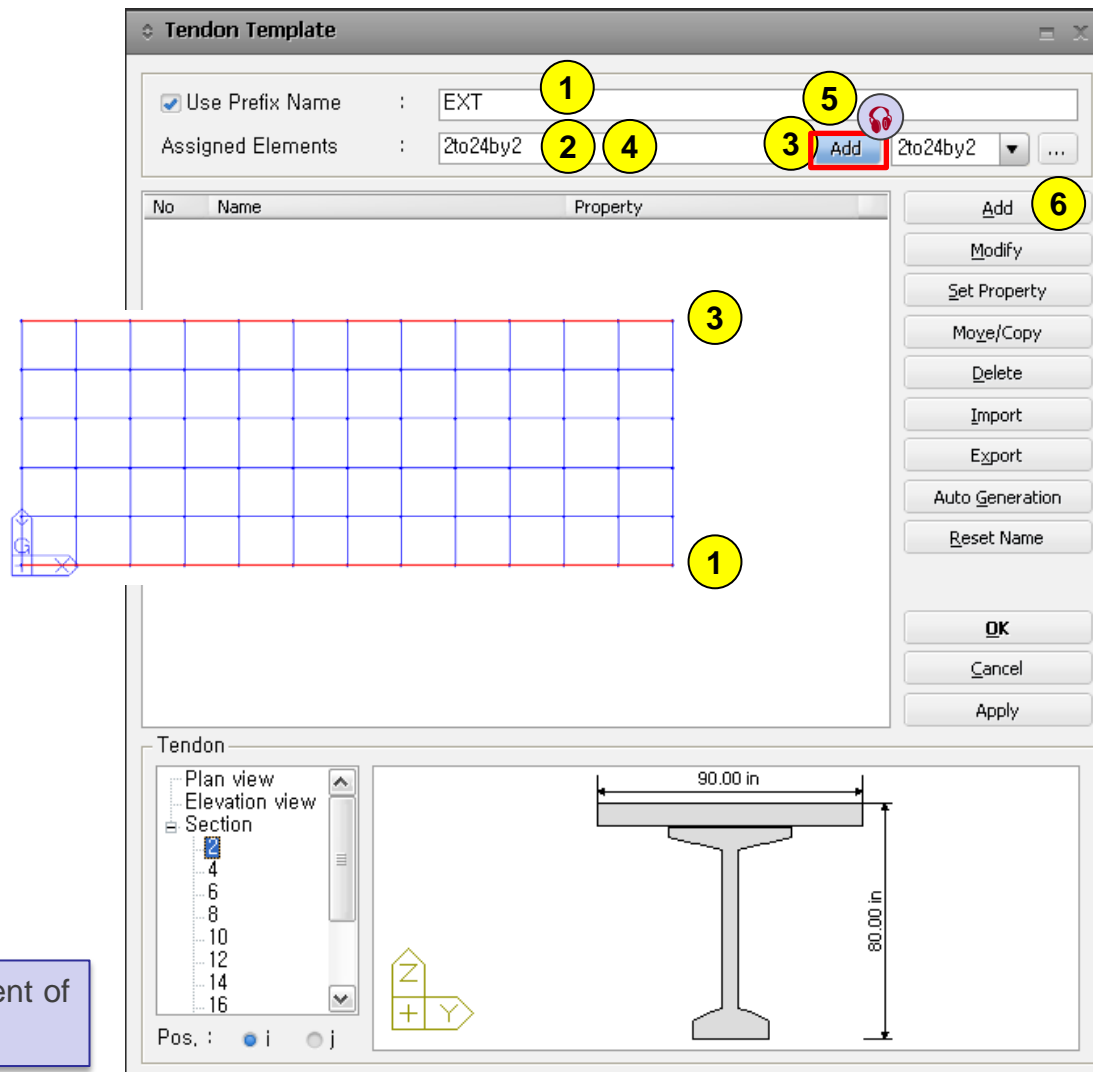 Tendon Template
Use Prefix Name : EXT 1 5
Assigned Elements : 2to24by2 2 4 3 Add 2to24by2 ...
No Name Property
Add 6
Modify
Set Property
Move/Copy
Delete
Import
Export
Auto Generation
Reset Name
3
G
X
1
OK
Cancel
Apply
Tendon
Plan view
Elevation view
Section
2
4
6
8
10
12
14
16
Pos, : i j
90.00 in
80.00 in
Z
Y
ent of